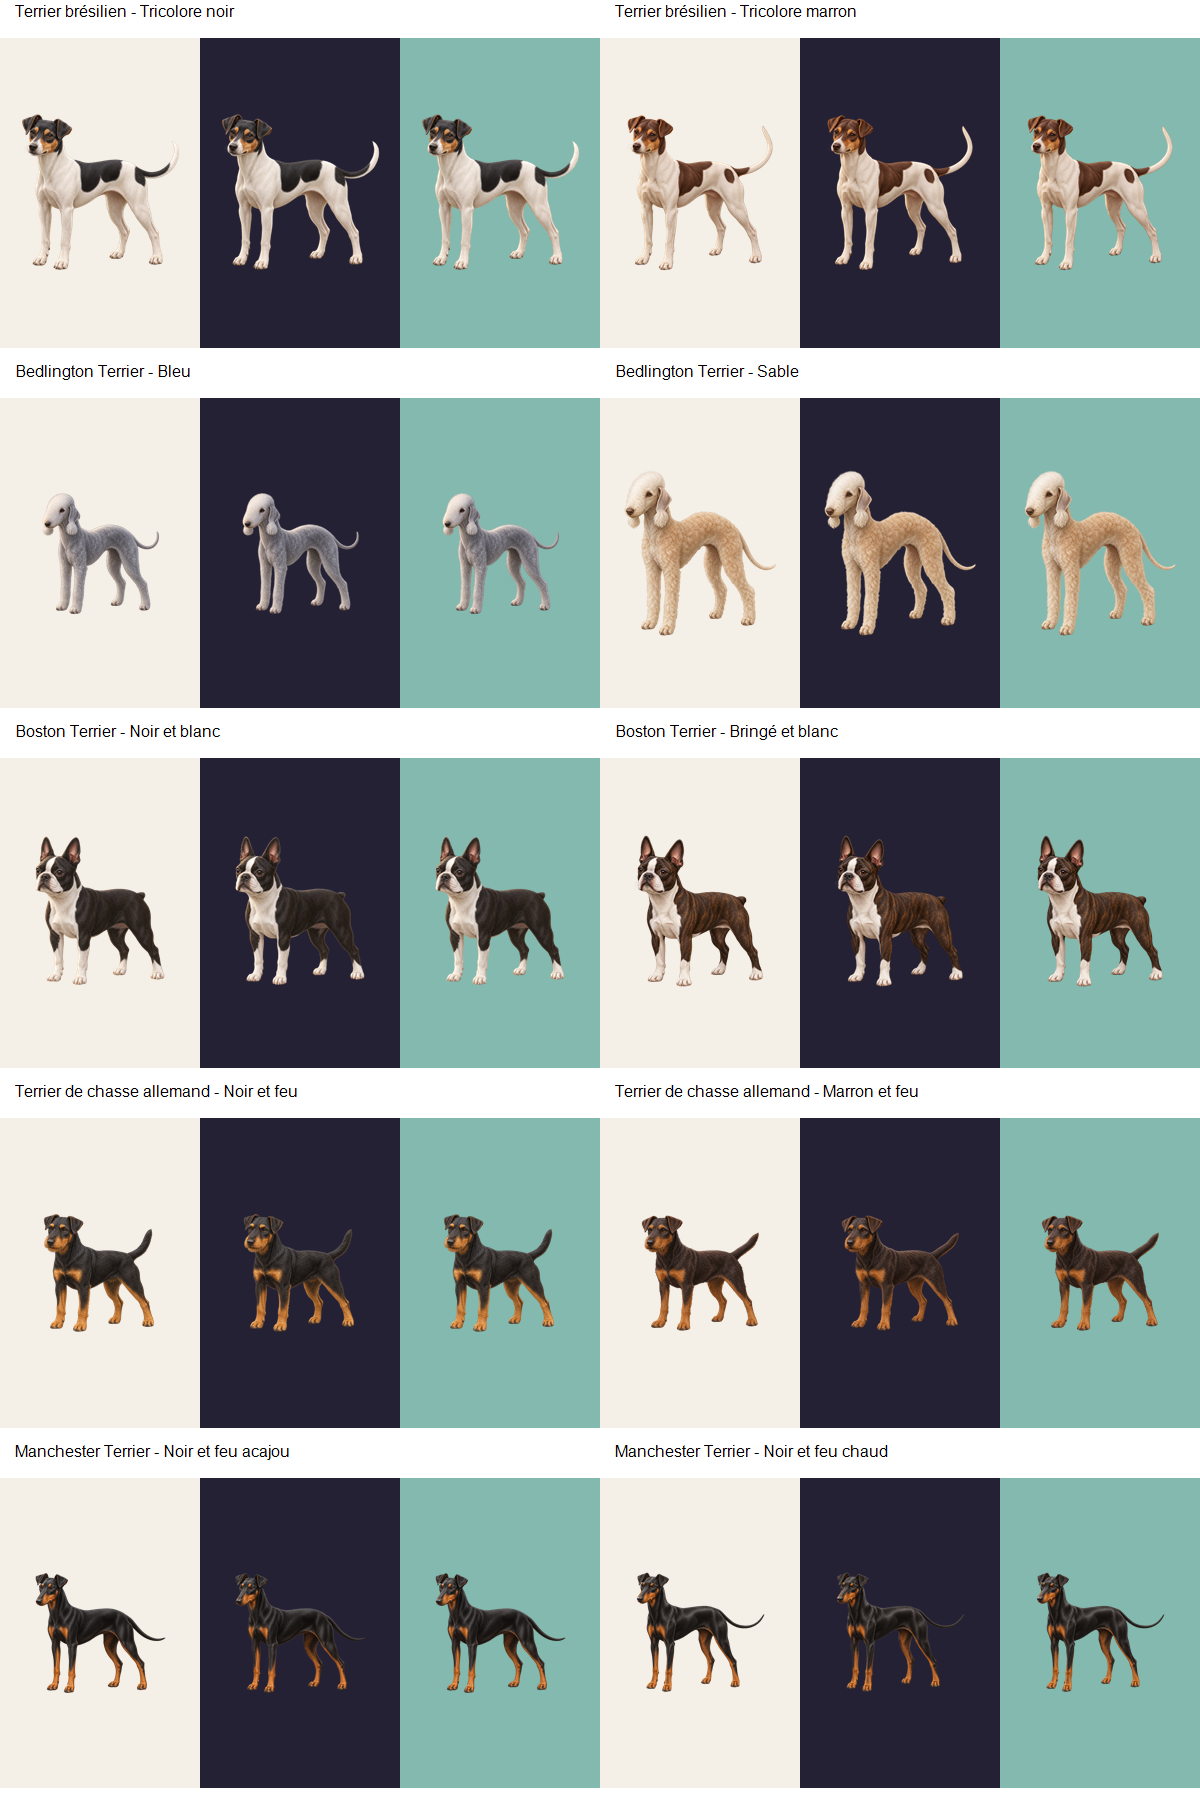 Terrier brésilien - Tricolore noir
Terrier brésilien - Tricolore marron
Bedlington Terrier - Bleu
Bedlington Terrier - Sable
Boston Terrier - Noir et blanc
Boston Terrier - Bringé et blanc
Terrier de chasse allemand - Noir et feu
Terrier de chasse allemand - Marron et feu
Manchester Terrier - Noir et feu acajou
Manchester Terrier - Noir et feu chaud